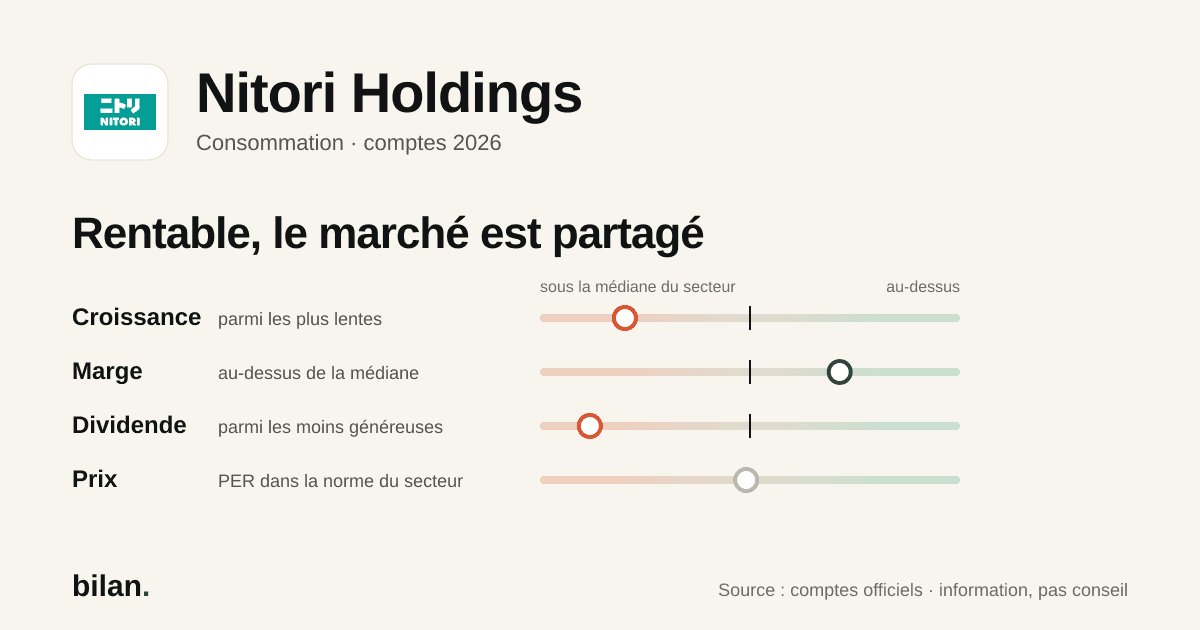 ニトリ
NITORI
Nitori Holdings
Consommation · comptes 2026
Rentable, le marché est partagé
sous la médiane du secteur au-dessus
Croissance parmi les plus lentes
Marge au-dessus de la médiane
Dividende parmi les moins généreuses
Prix PER dans la norme du secteur
bilan.
Source : comptes officiels · information, pas conseil